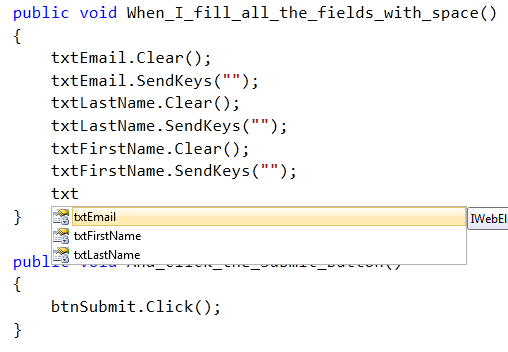 public void When_I_fill_all_the_fields_with_space()
{
txtEmail.Clear();
txtEmail.SendKeys("");
txtLastName.Clear();
txtLastName.SendKeys("");
txtFirstName.Clear();
txtFirstName.SendKeys("");
txt
txtEmail
IWebEl
txtFirstName
txtLastName
}
public void And_click_the_submit_button()
{
btnSubmit.Click();
}